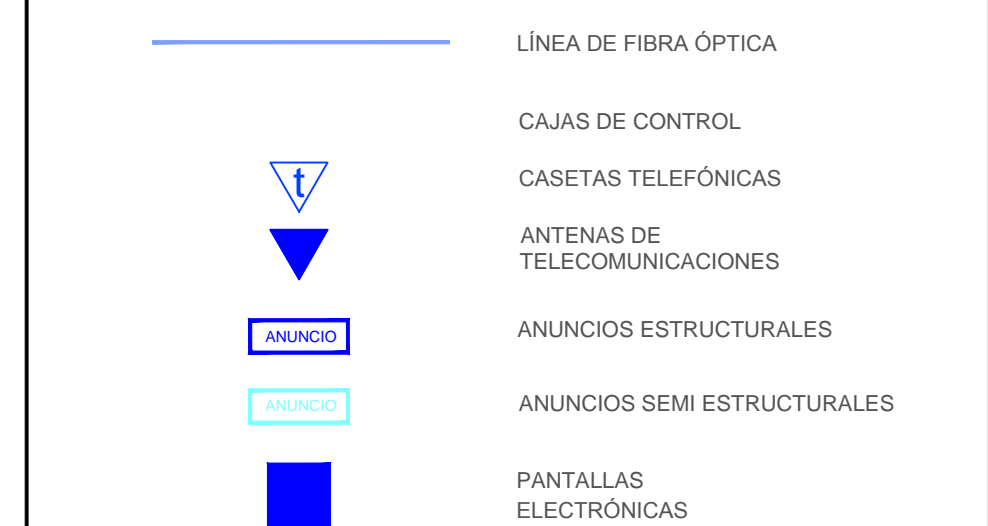 LÍNEA DE FIBRA ÓPTICA
CAJAS DE CONTROL
t
CASETAS TELEFÓNICAS
ANTENAS DE
TELECOMUNICACIONES
ANUNCIO
ANUNCIOS ESTRUCTURALES
ANUNCIO
ANUNCIOS SEMI ESTRUCTURALES
PANTALLAS
ELECTRÓNICAS